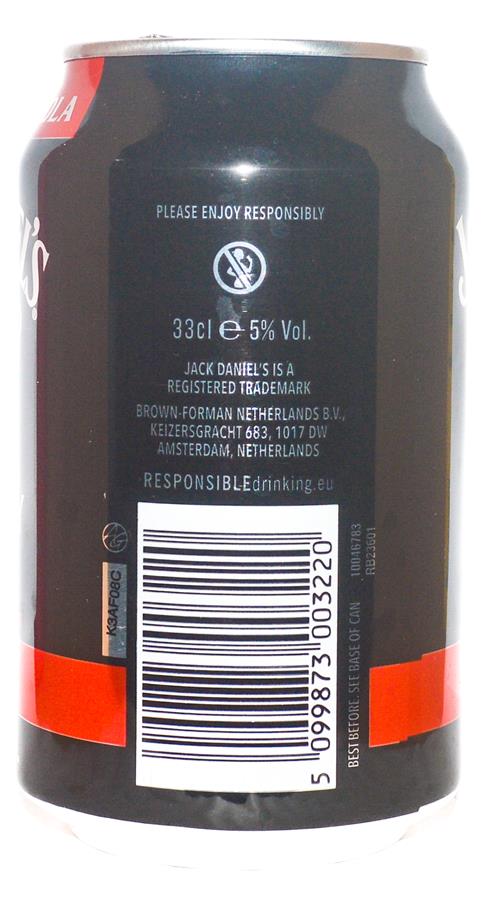 OLA
PLEASE ENJOY RESPONSIBLY
33cl ℮ 5% Vol.
JACK DANIEL'S IS A
REGISTERED TRADEMARK
BROWN-FORMAN NETHERLANDS B.V.,
KEIZERSGRACHT 683, 1017 DW
AMSTERDAM, NETHERLANDS
RESPONSIBLEdrinking.eu
K3AF08C
5 099873 003220
BEST BEFORE: SEE BASE OF CAN
10046783
RB23601